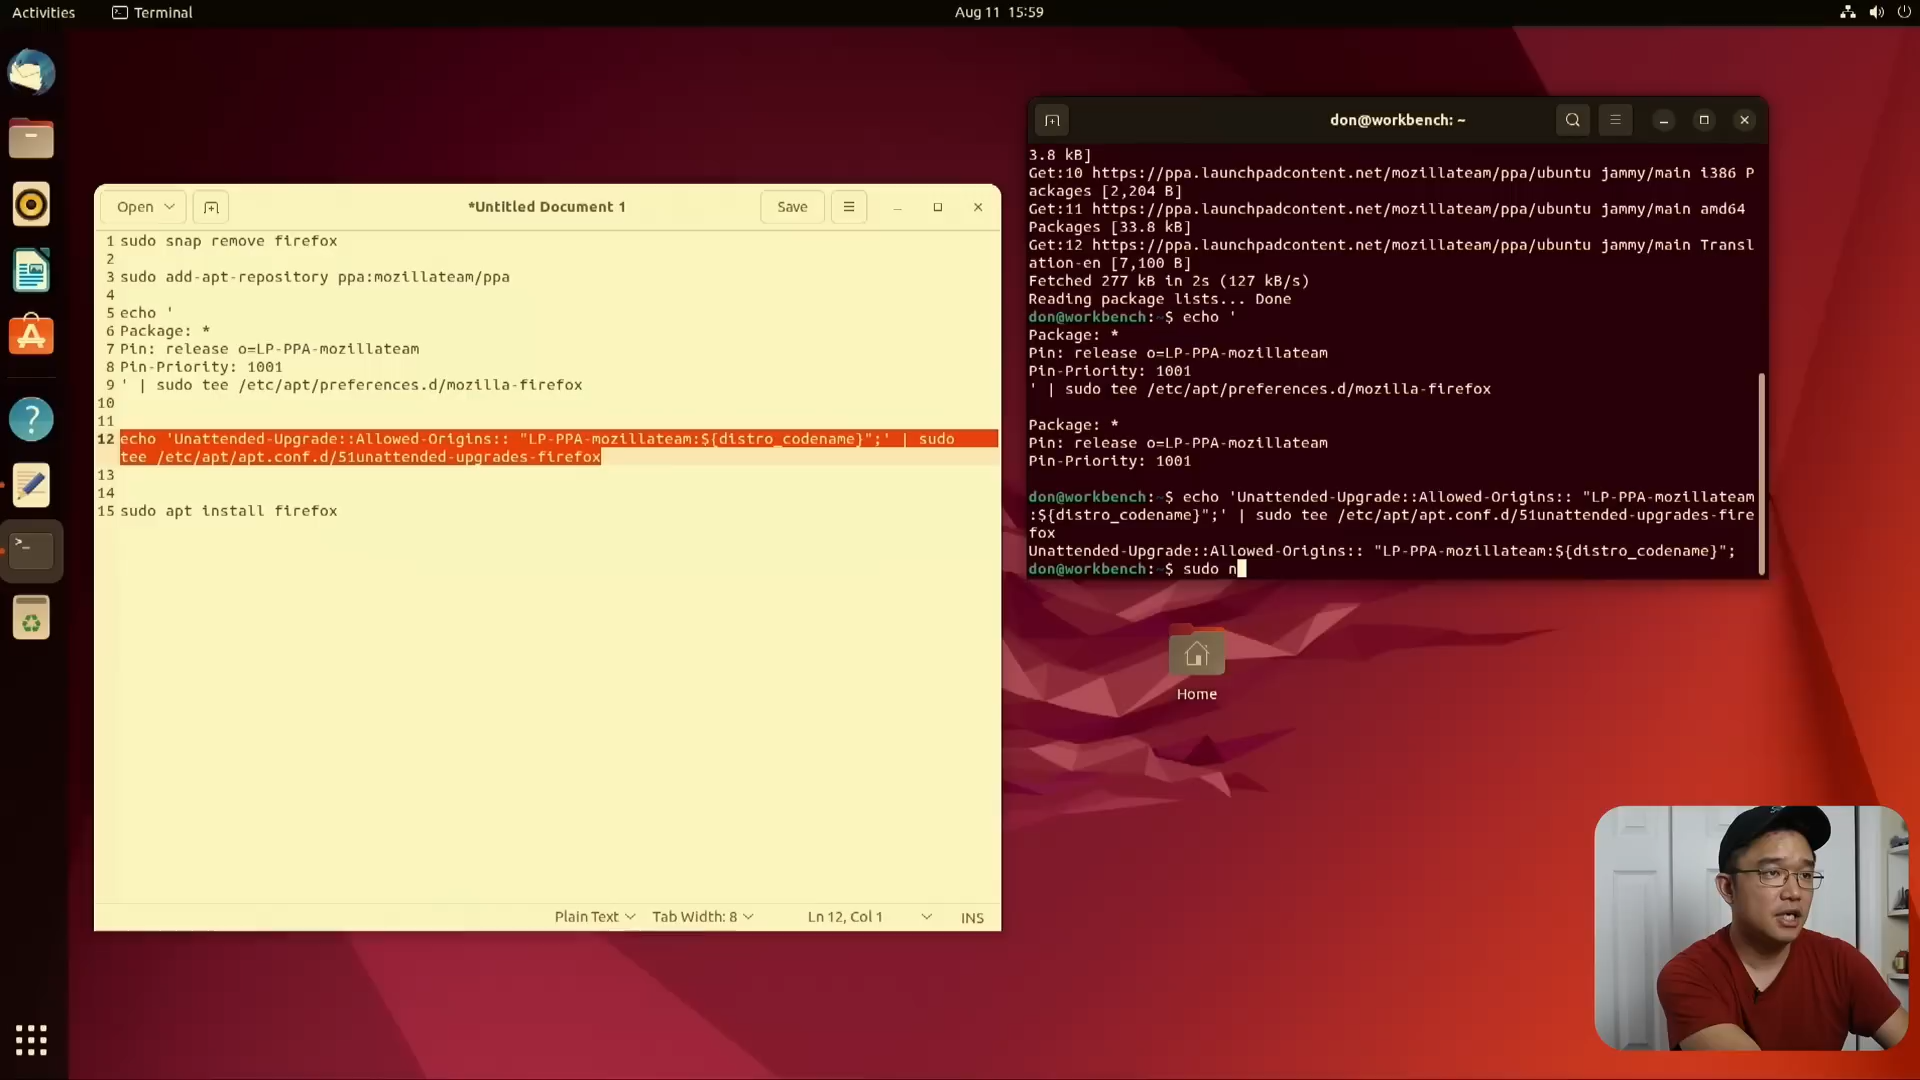 Activities
Terminal
Aug 11 15:59
Open
*Untitled Document 1
Save
1 sudo snap remove firefox
2
3 sudo add-apt-repository ppa:mozillateam/ppa
4
5 echo '
6 Package: *
7 Pin: release o=LP-PPA-mozillateam
8 Pin-Priority: 1001
9 ' | sudo tee /etc/apt/preferences.d/mozilla-firefox
10
11
12 echo 'Unattended-Upgrade::Allowed-Origins:: "LP-PPA-mozillateam:${distro_codename}";' | sudo
tee /etc/apt/apt.conf.d/51unattended-upgrades-firefox
13
14
15 sudo apt install firefox
Plain Text
Tab Width: 8
Ln 12, Col 1
INS
don@workbench: ~
3.8 kB]
Get:10 https://ppa.launchpadcontent.net/mozillateam/ppa/ubuntu jammy/main i386 P
ackages [2,204 B]
Get:11 https://ppa.launchpadcontent.net/mozillateam/ppa/ubuntu jammy/main amd64
Packages [33.8 kB]
Get:12 https://ppa.launchpadcontent.net/mozillateam/ppa/ubuntu jammy/main Transl
ation-en [7,100 B]
Fetched 277 kB in 2s (127 kB/s)
Reading package lists... Done
don@workbench:~$ echo '
Package: *
Pin: release o=LP-PPA-mozillateam
Pin-Priority: 1001
' | sudo tee /etc/apt/preferences.d/mozilla-firefox

Package: *
Pin: release o=LP-PPA-mozillateam
Pin-Priority: 1001

don@workbench:~$ echo 'Unattended-Upgrade::Allowed-Origins:: "LP-PPA-mozillateam
:${distro_codename}";' | sudo tee /etc/apt/apt.conf.d/51unattended-upgrades-fire
fox
Unattended-Upgrade::Allowed-Origins:: "LP-PPA-mozillateam:${distro_codename}";
don@workbench:~$ sudo n
Home